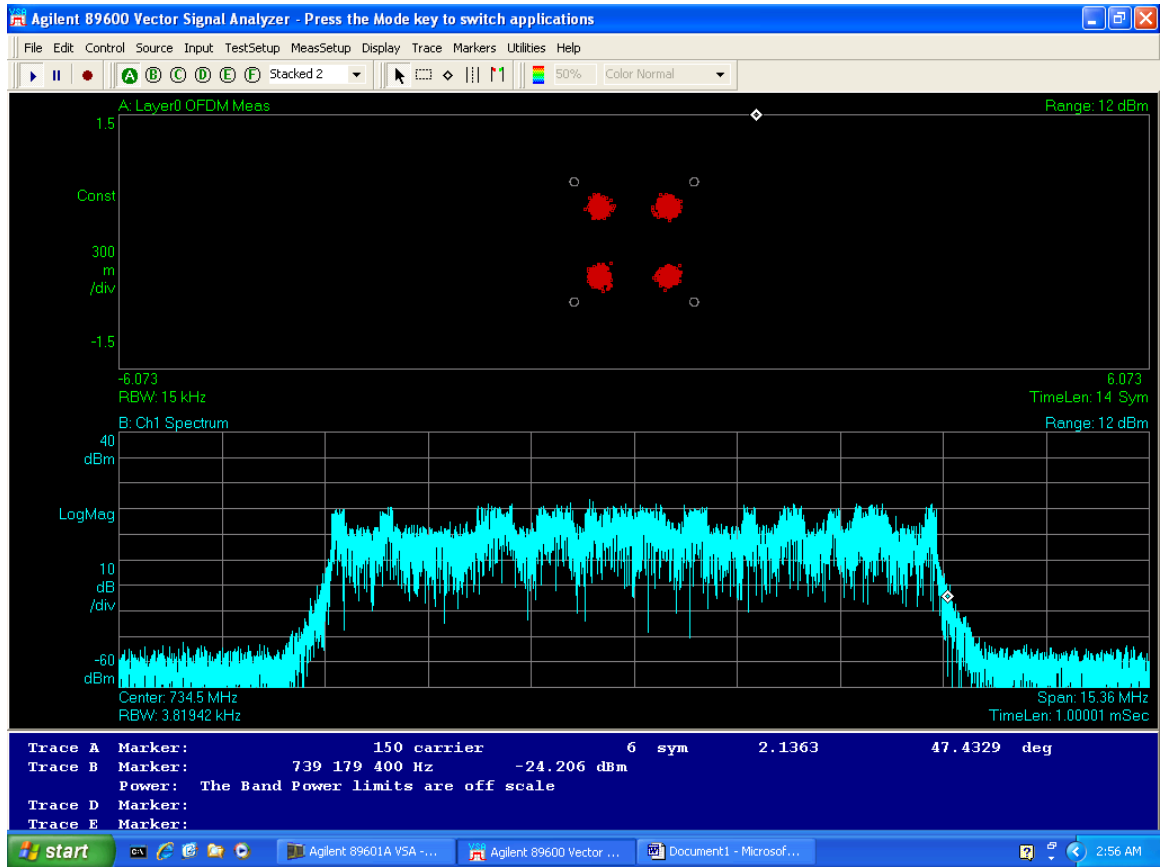 Agilent 89600 Vector Signal Analyzer - Press the Mode key to switch applications
File Edit Control Source Input TestSetup MeasSetup Display Trace Markers Utilities Help
A B C D E F Stacked 2 50% Color Normal
A: Layer0 OFDM Meas Range: 12 dBm
1.5
Const
300
m
/div
-1.5
-6.073 6.073
RBW: 15 kHz TimeLen: 14 Sym
B: Ch1 Spectrum Range: 12 dBm
40
dBm
LogMag
10
dB
/div
-60
dBm
Center: 734.5 MHz Span: 15.36 MHz
RBW: 3.81942 kHz TimeLen: 1.00001 mSec
Trace A Marker: 150 carrier 6 sym 2.1363 47.4329 deg
Trace B Marker: 739 179 400 Hz -24.206 dBm
Power: The Band Power limits are off scale
Trace D Marker:
Trace E Marker:
start Agilent 89601A VSA -... Agilent 89600 Vector ... Document1 - Microsof... 2:56 AM